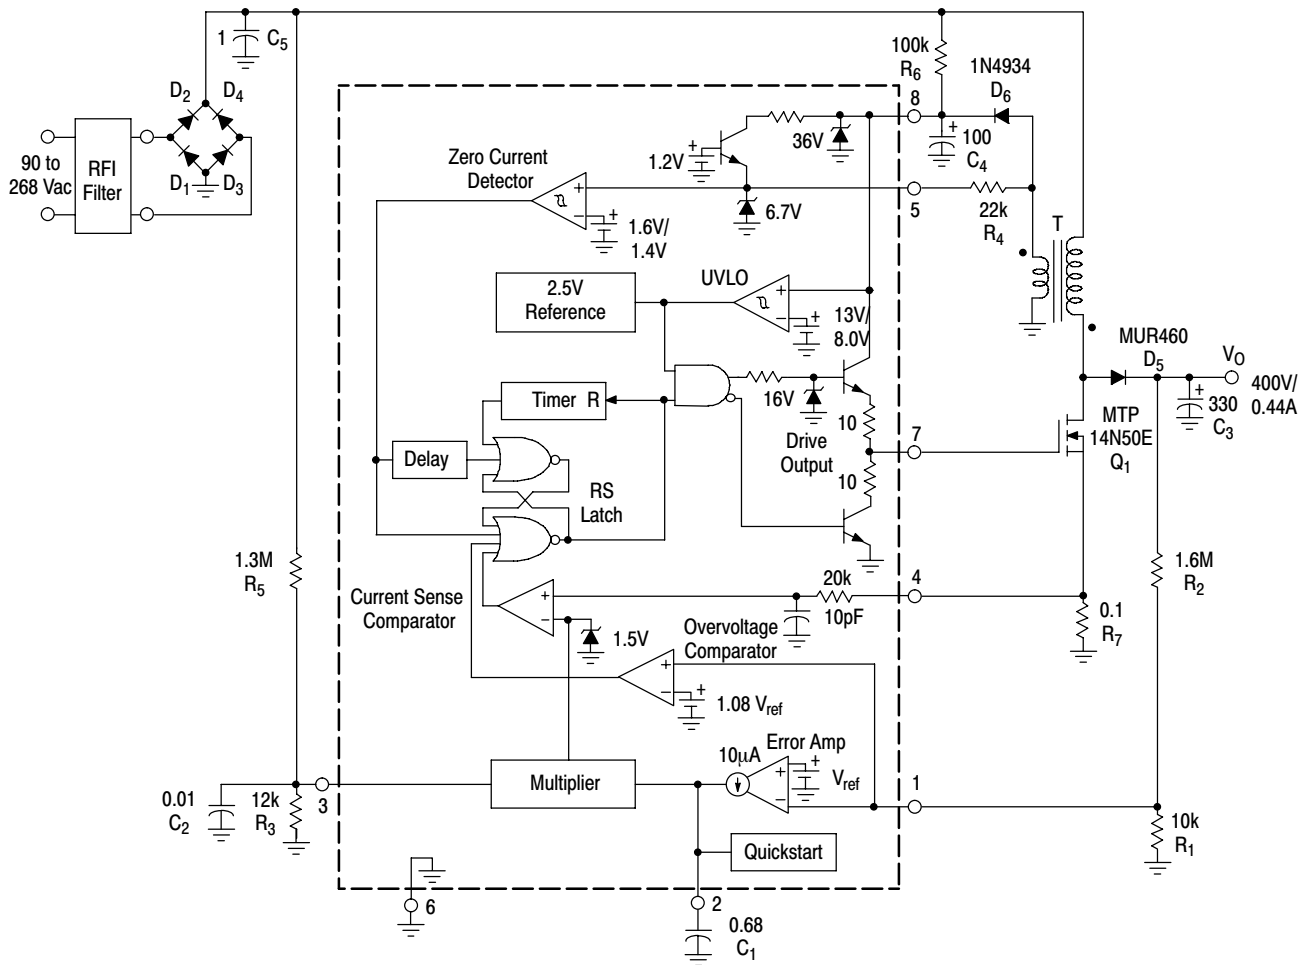 1
C5
D2
D4
90 to
268 Vac
RFI
Filter
D1
D3
100k
R6
1N4934
D6
8
100
C4
+
36V
1.2V
+
Zero Current
Detector
+
−
+
1.6V/
1.4V
6.7V
5
22k
R4
T
2.5V
Reference
UVLO
+
−
+
13V/
8.0V
MUR460
D5
VO
400V/
0.44A
+
330
C3
Timer R
16V
10
Drive
Output
10
7
MTP
14N50E
Q1
Delay
RS
Latch
1.3M
R5
1.6M
R2
20k
10pF
4
0.1
R7
Current Sense
Comparator
+
−
1.5V
Overvoltage
Comparator
+
−
+
1.08 Vref
Error Amp
10μA
+
−
+
Vref
1
Multiplier
3
0.01
C2
12k
R3
10k
R1
Quickstart
6
2
0.68
C1